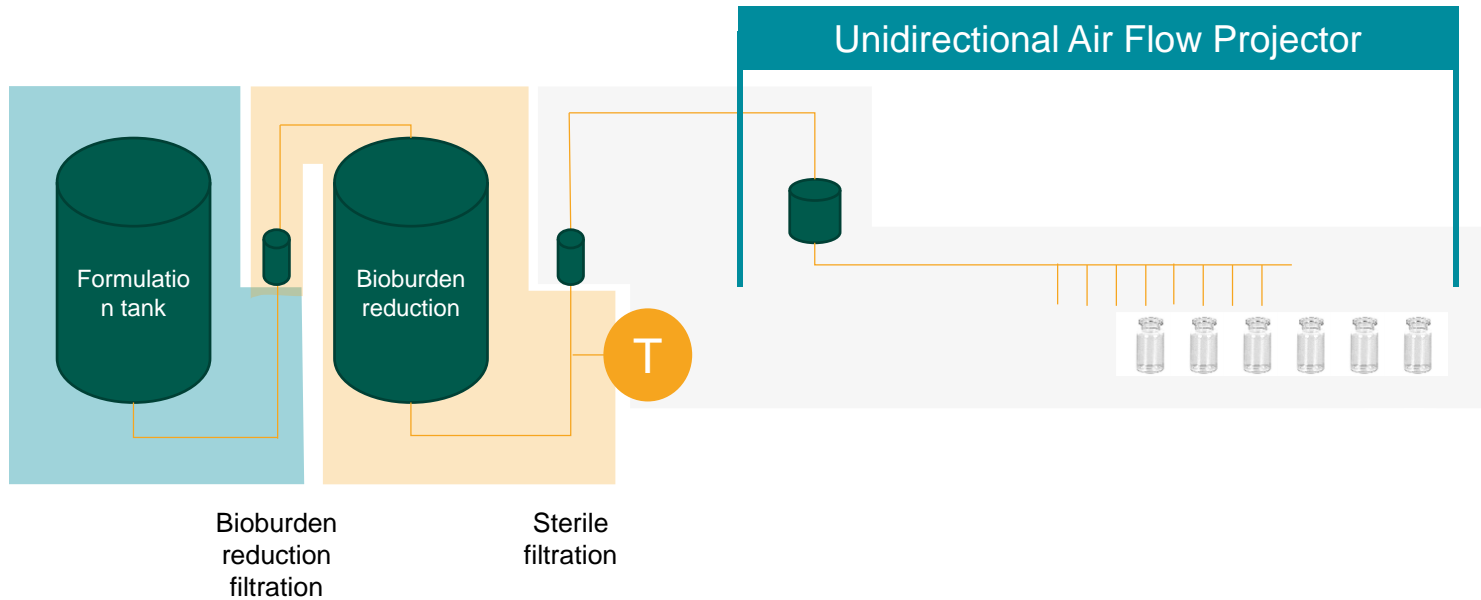 Unidirectional Air Flow Projector
Formulatio
n tank
Bioburden
reduction
T
Bioburden
reduction
filtration
Sterile
filtration